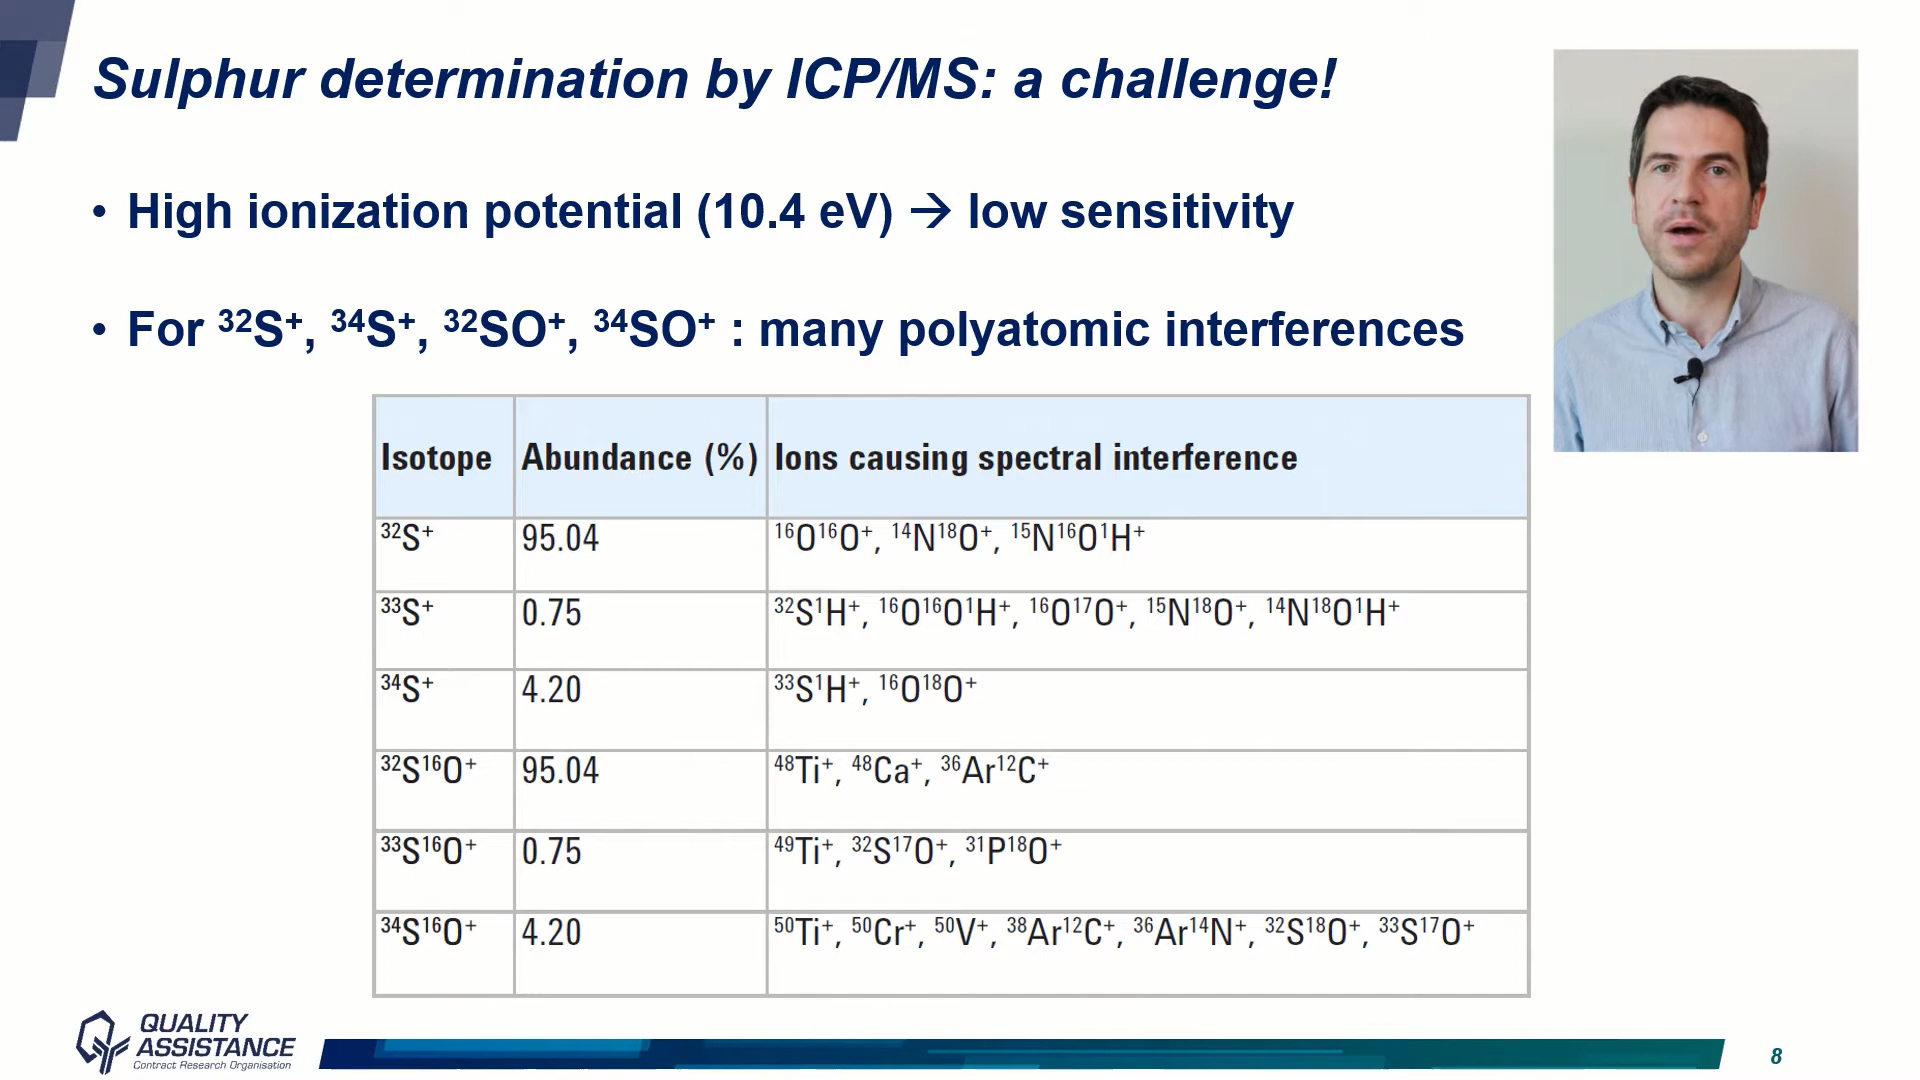 Sulphur determination by ICP/MS: a challenge!
• High ionization potential (10.4 eV) → low sensitivity
• For ³²S⁺, ³⁴S⁺, ³²SO⁺, ³⁴SO⁺ : many polyatomic interferences
Isotope Abundance (%) Ions causing spectral interference
³²S⁺ 95.04 ¹⁶O¹⁶O⁺, ¹⁴N¹⁸O⁺, ¹⁵N¹⁶O¹H⁺
³³S⁺ 0.75 ³²S¹H⁺, ¹⁶O¹⁶O¹H⁺, ¹⁶O¹⁷O⁺, ¹⁵N¹⁸O⁺, ¹⁴N¹⁸O¹H⁺
³⁴S⁺ 4.20 ³³S¹H⁺, ¹⁶O¹⁸O⁺
³²S¹⁶O⁺ 95.04 ⁴⁸Ti⁺, ⁴⁸Ca⁺, ³⁶Ar¹²C⁺
³³S¹⁶O⁺ 0.75 ⁴⁹Ti⁺, ³²S¹⁷O⁺, ³¹P¹⁸O⁺
³⁴S¹⁶O⁺ 4.20 ⁵⁰Ti⁺, ⁵⁰Cr⁺, ⁵⁰V⁺, ³⁸Ar¹²C⁺, ³⁶Ar¹⁴N⁺, ³²S¹⁸O⁺, ³³S¹⁷O⁺
QUALITY
ASSISTANCE
Contract Research Organisation
8